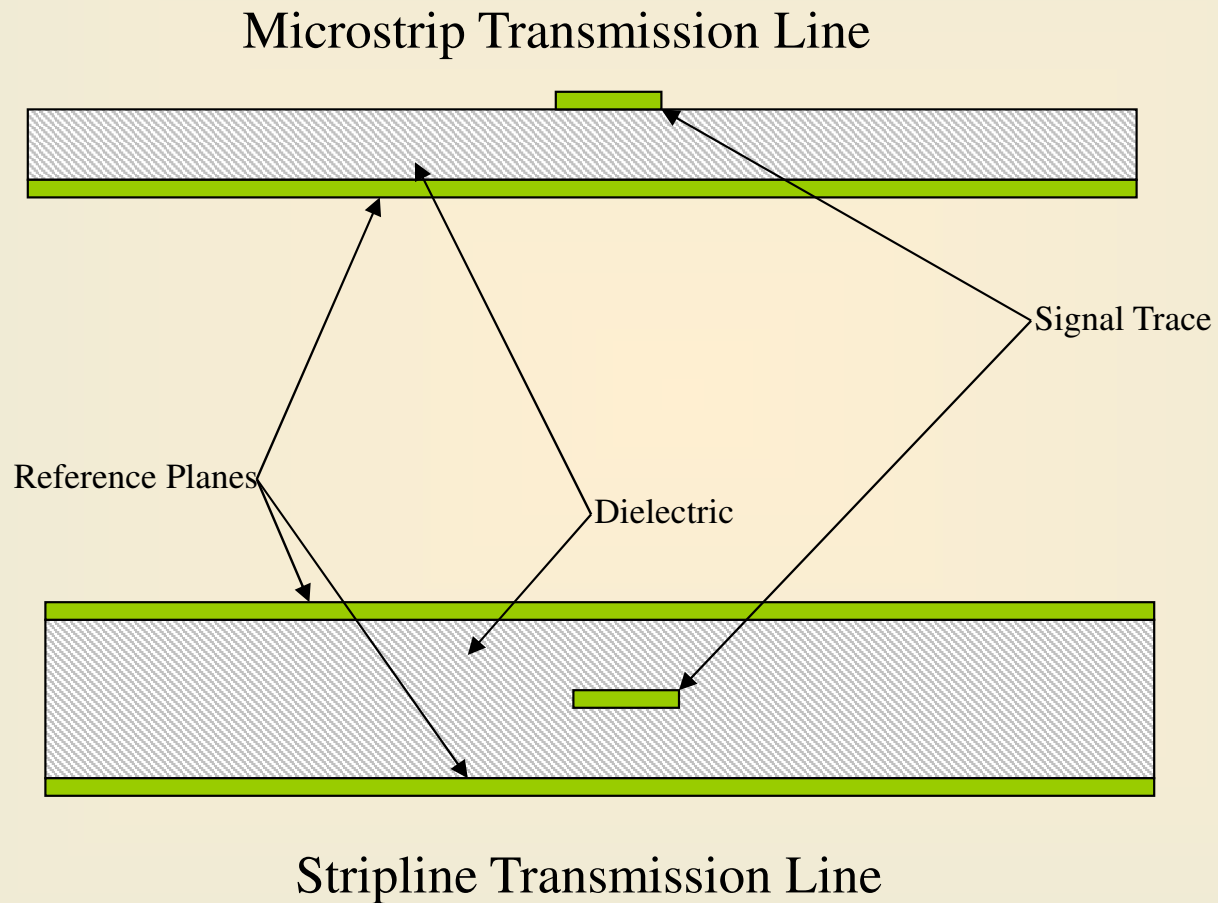 Microstrip Transmission Line
Signal Trace
Reference Planes
Dielectric
Stripline Transmission Line